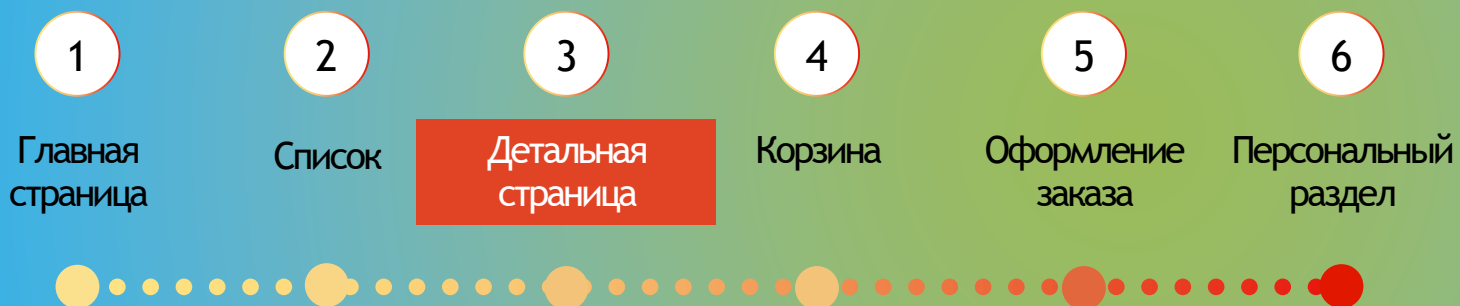 1
2
3
4
5
6
Главная
страница
Список
Детальная
страница
Корзина
Оформление
заказа
Персональный
раздел